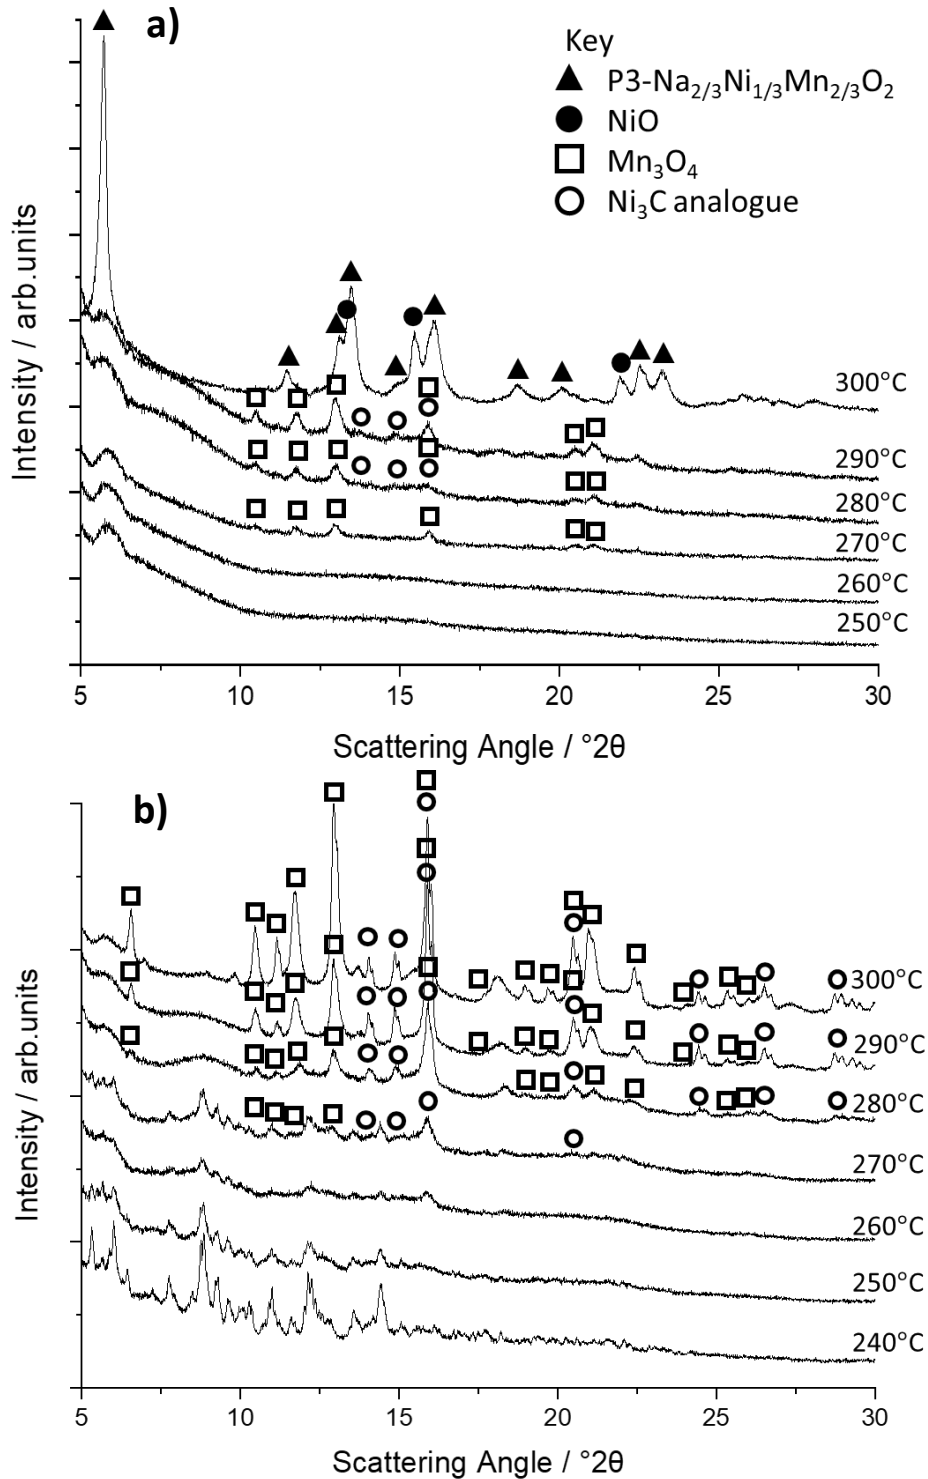 a)
Key
P3-Na2/3Ni1/3Mn2/3O2
NiO
Mn3O4
Ni3C analogue
Intensity / arb.units
300°C
290°C
280°C
270°C
260°C
250°C
5 10 15 20 25 30
Scattering Angle / °2θ
b)
Intensity / arb.units
300°C
290°C
280°C
270°C
260°C
250°C
240°C
5 10 15 20 25 30
Scattering Angle / °2θ